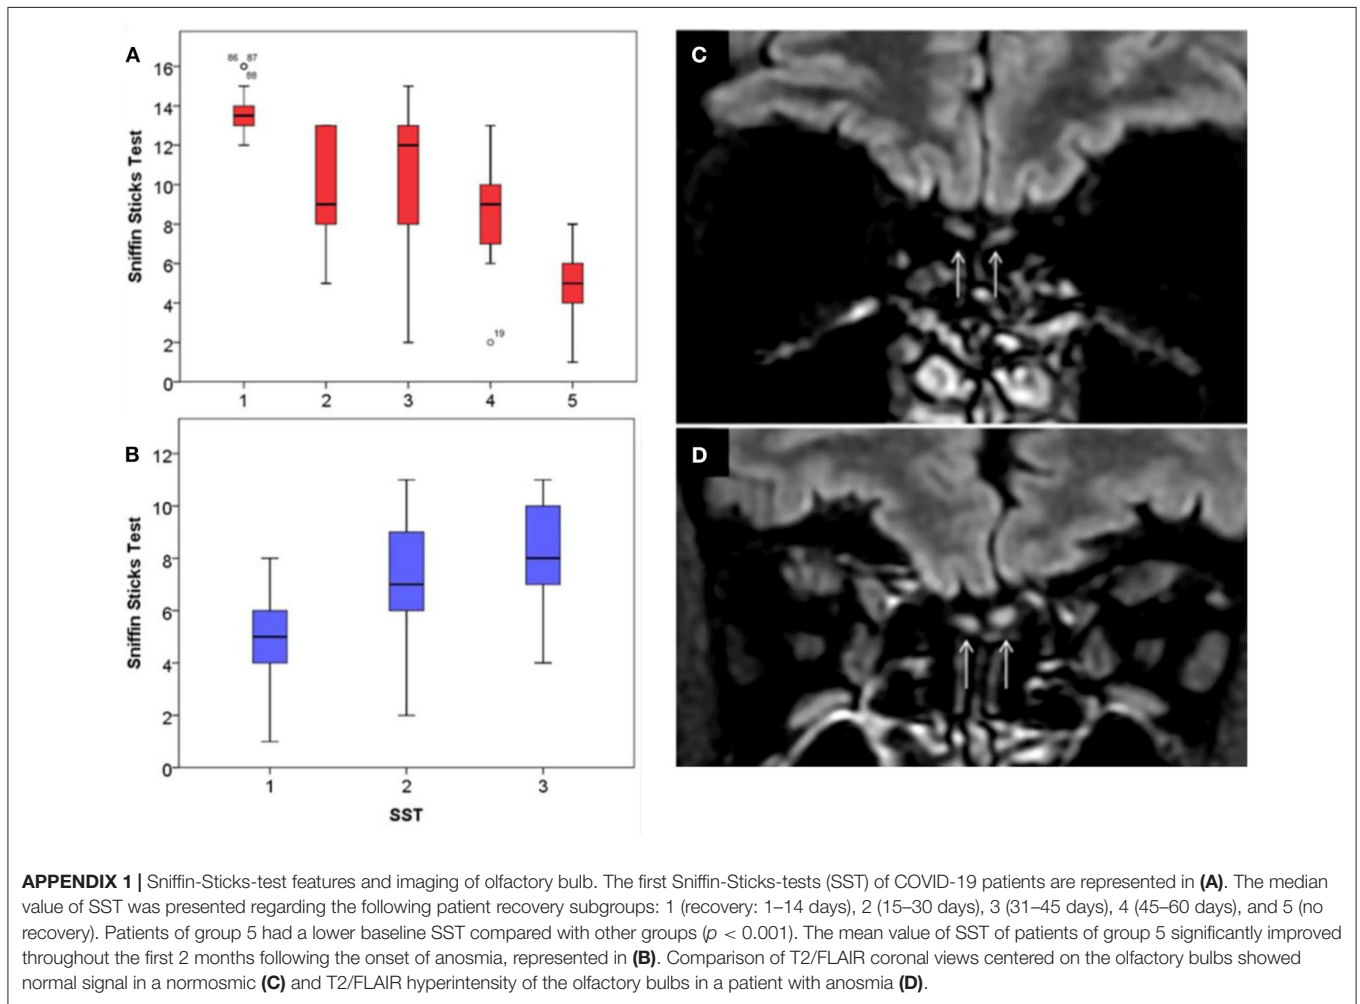 A
16
14
12
10
8
6
4
2
0
Sniffin Sticks Test
86 87
88
19
1 2 3 4 5
B
12
10
8
6
4
2
0
Sniffin Sticks Test
1 2 3
SST
C
D
APPENDIX 1 | Sniffin-Sticks-test features and imaging of olfactory bulb. The first Sniffin-Sticks-tests (SST) of COVID-19 patients are represented in (A). The median
value of SST was presented regarding the following patient recovery subgroups: 1 (recovery: 1–14 days), 2 (15–30 days), 3 (31–45 days), 4 (45–60 days), and 5 (no
recovery). Patients of group 5 had a lower baseline SST compared with other groups (p < 0.001). The mean value of SST of patients of group 5 significantly improved
throughout the first 2 months following the onset of anosmia, represented in (B). Comparison of T2/FLAIR coronal views centered on the olfactory bulbs showed
normal signal in a normosmic (C) and T2/FLAIR hyperintensity of the olfactory bulbs in a patient with anosmia (D).